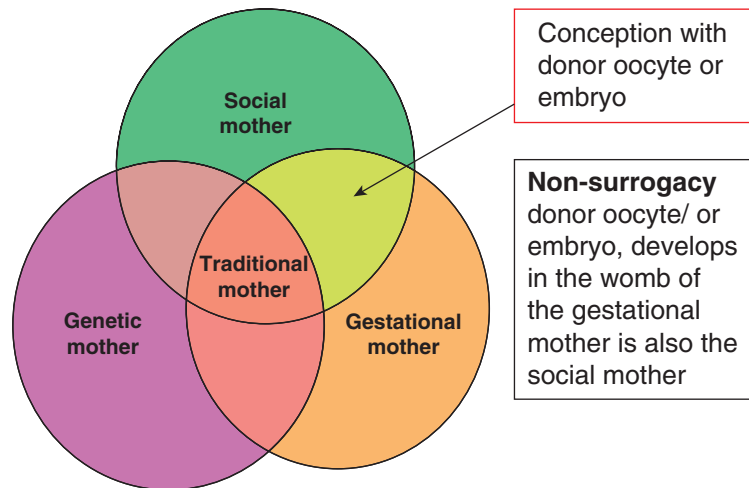 Social
mother
Traditional
mother
Genetic
mother
Gestational
mother
Conception with
donor oocyte or
embryo
Non-surrogacy
donor oocyte/ or
embryo, develops
in the womb of
the gestational
mother is also the
social mother